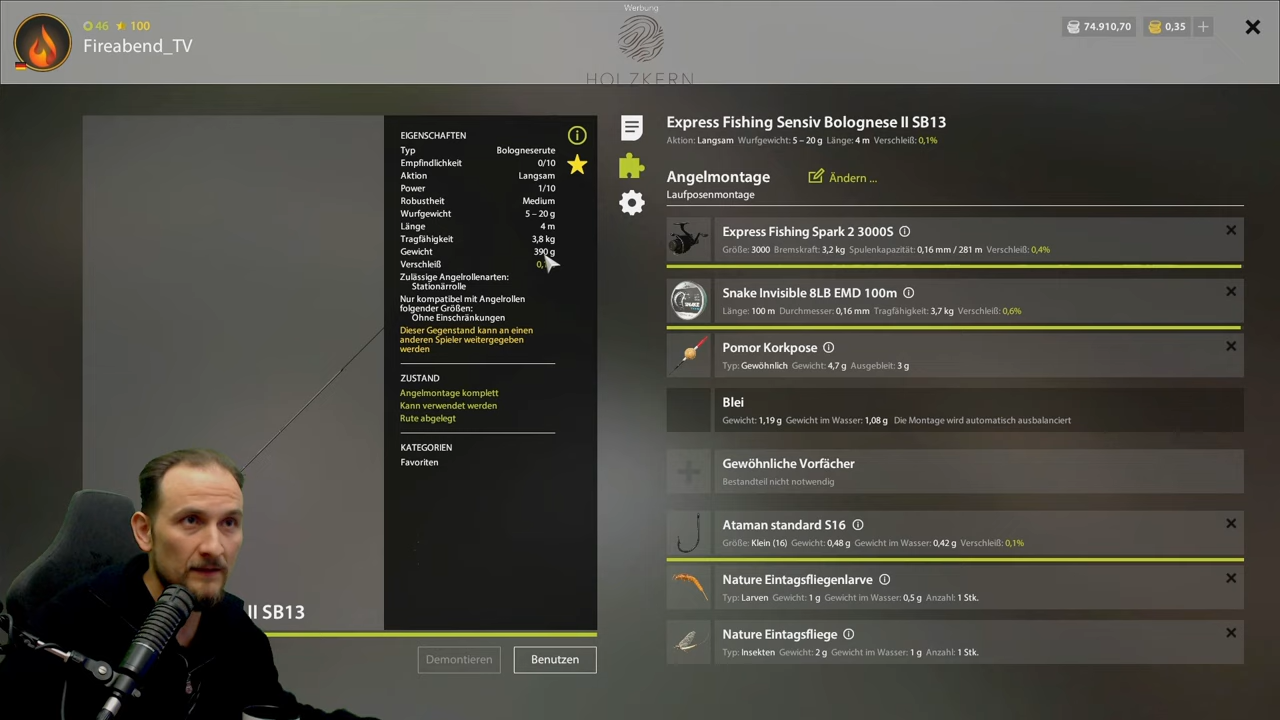 Werbung
46 100
Fireabend_TV
HOLZKERN
74.910,70
0,35
EIGENSCHAFTEN
Typ Bologneserute
Empfindlichkeit 0/10
Aktion Langsam
Power 1/10
Robustheit Medium
Wurfgewicht 5 – 20 g
Länge 4 m
Tragfähigkeit 3,8 kg
Gewicht 390 g
Verschleiß
Zulässige Angelrollenarten:
Stationärrolle
Nur kompatibel mit Angelrollen
folgender Größen:
Ohne Einschränkungen
Dieser Gegenstand kann an einen
anderen Spieler weitergegeben
werden
ZUSTAND
Angelmontage komplett
Kann verwendet werden
Rute abgelegt
KATEGORIEN
Favoriten
II SB13
Demontieren
Benutzen
Express Fishing Sensiv Bolognese II SB13
Aktion: Langsam Wurfgewicht: 5 – 20 g Länge: 4 m Verschleiß: 0,1%
Angelmontage
Ändern ...
Laufposenmontage
Express Fishing Spark 2 3000S
Größe: 3000 Bremskraft: 3,2 kg Spulenkapazität: 0,16 mm / 281 m Verschleiß: 0,4%
Snake Invisible 8LB EMD 100m
Länge: 100 m Durchmesser: 0,16 mm Tragfähigkeit: 3,7 kg Verschleiß: 0,6%
Pomor Korkpose
Typ: Gewöhnlich Gewicht: 4,7 g Ausgebleit: 3 g
Blei
Gewicht: 1,19 g Gewicht im Wasser: 1,08 g Die Montage wird automatisch ausbalanciert
Gewöhnliche Vorfächer
Bestandteil nicht notwendig
Ataman standard S16
Größe: Klein (16) Gewicht: 0,48 g Gewicht im Wasser: 0,42 g Verschleiß: 0,1%
Nature Eintagsfliegenlarve
Typ: Larven Gewicht: 1 g Gewicht im Wasser: 0,5 g Anzahl: 1 Stk.
Nature Eintagsfliege
Typ: Insekten Gewicht: 2 g Gewicht im Wasser: 1 g Anzahl: 1 Stk.